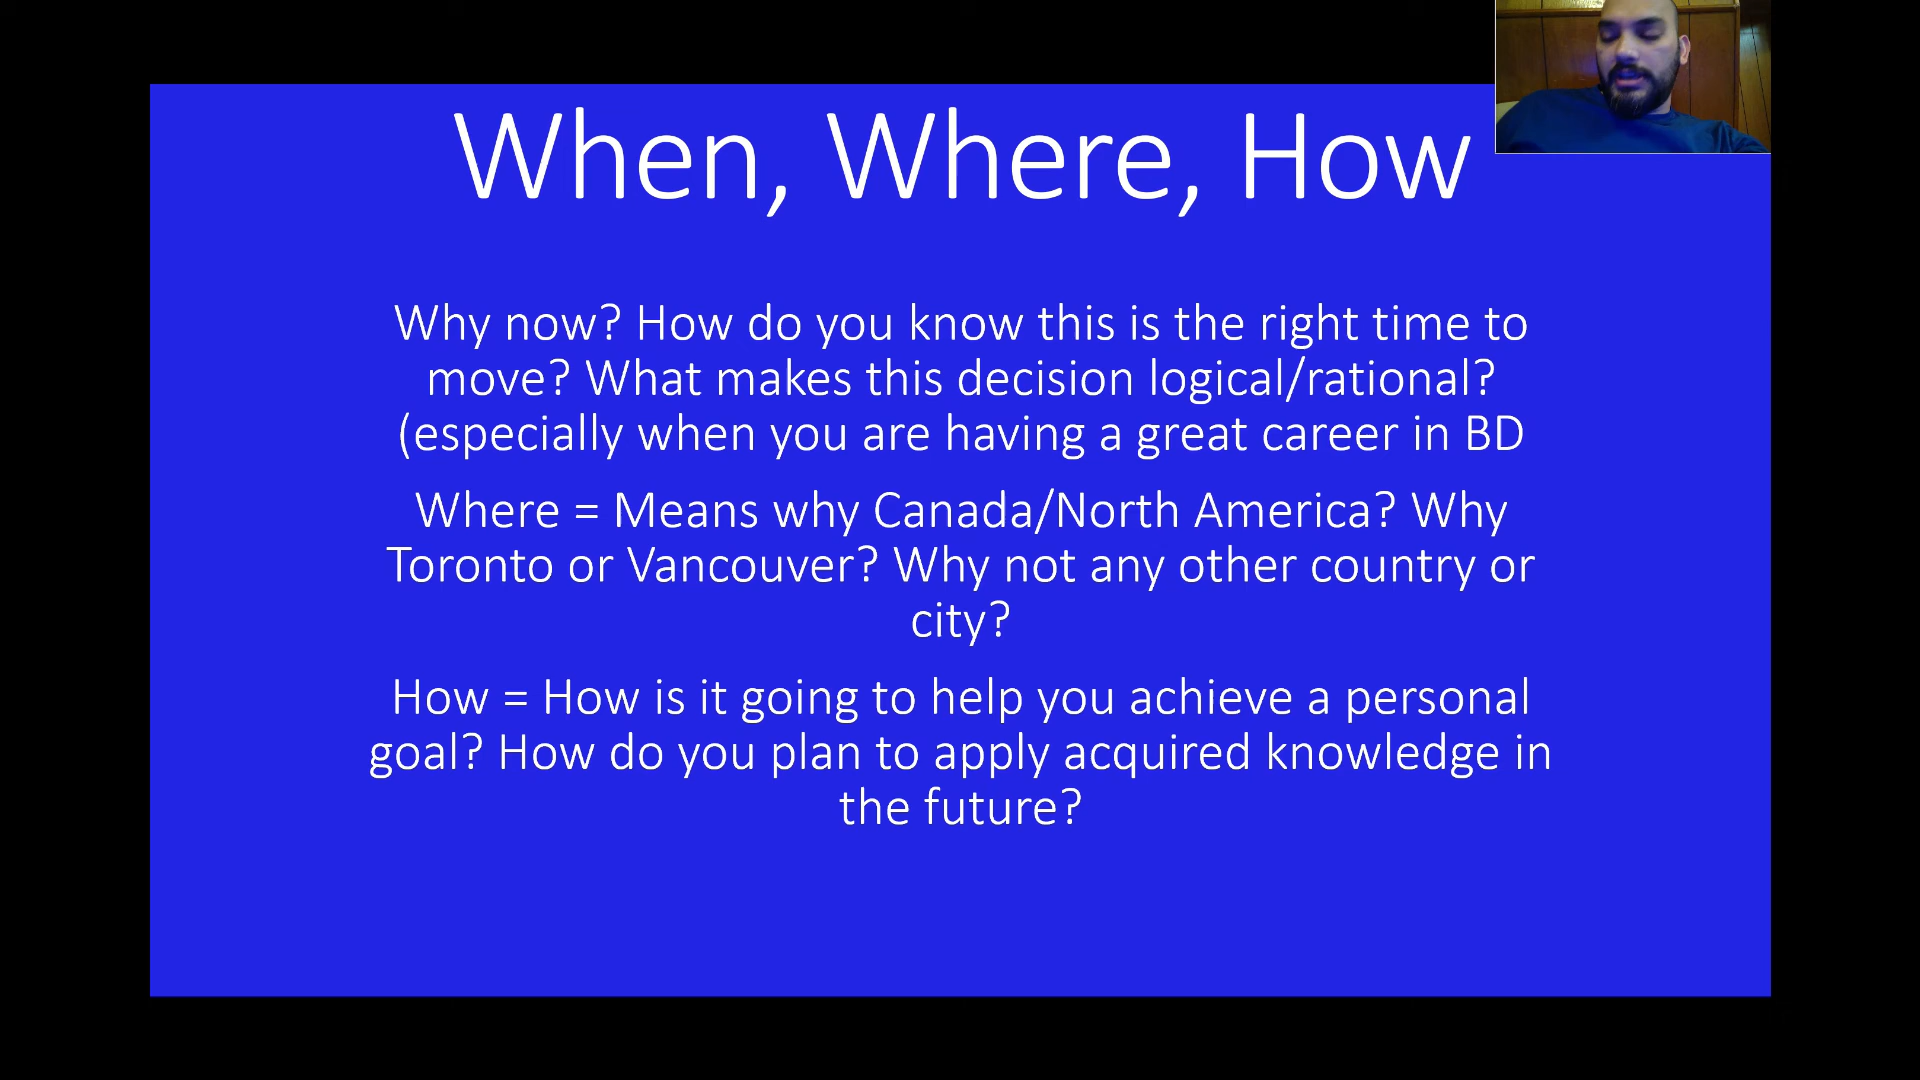 When, Where, How
Why now? How do you know this is the right time to
move? What makes this decision logical/rational?
(especially when you are having a great career in BD
Where = Means why Canada/North America? Why
Toronto or Vancouver? Why not any other country or
city?
How = How is it going to help you achieve a personal
goal? How do you plan to apply acquired knowledge in
the future?